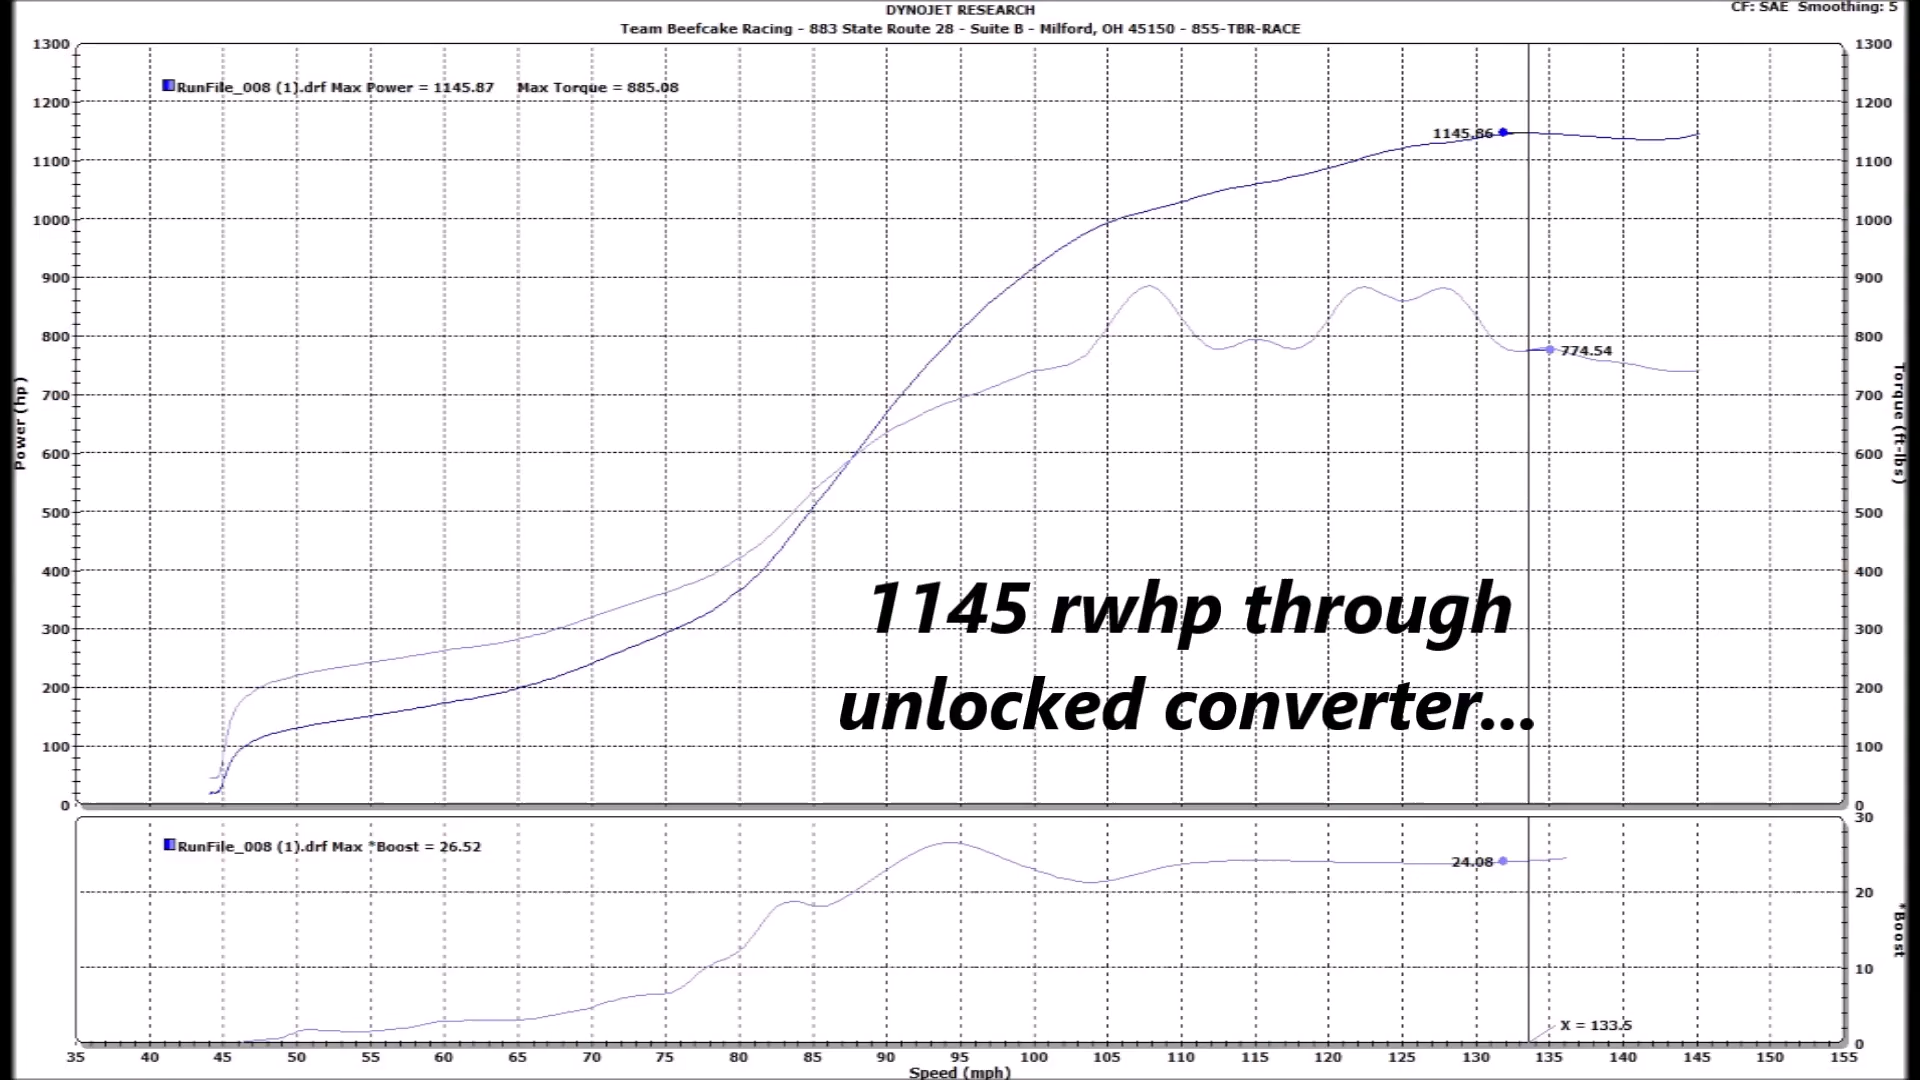 DYNOJET RESEARCH
CF: SAE Smoothing: 5
Team Beefcake Racing - 883 State Route 28 - Suite B - Milford, OH 45150 - 855-TBR-RACE
RunFile_008 (1).drf Max Power = 1145.87 Max Torque = 885.08
1300
1200
1100
1000
900
800
700
600
500
400
300
200
100
0
Power (hp)
1300
1200
1100
1000
900
800
700
600
500
400
300
200
100
0
Torque (ft-lbs)
1145.86
774.54
1145 rwhp through
unlocked converter...
RunFile_008 (1).drf Max *Boost = 26.52
24.08
30
20
10
0
*Boost
X = 133.5
35 40 45 50 55 60 65 70 75 80 85 90 95 100 105 110 115 120 125 130 135 140 145 150 155
Speed (mph)